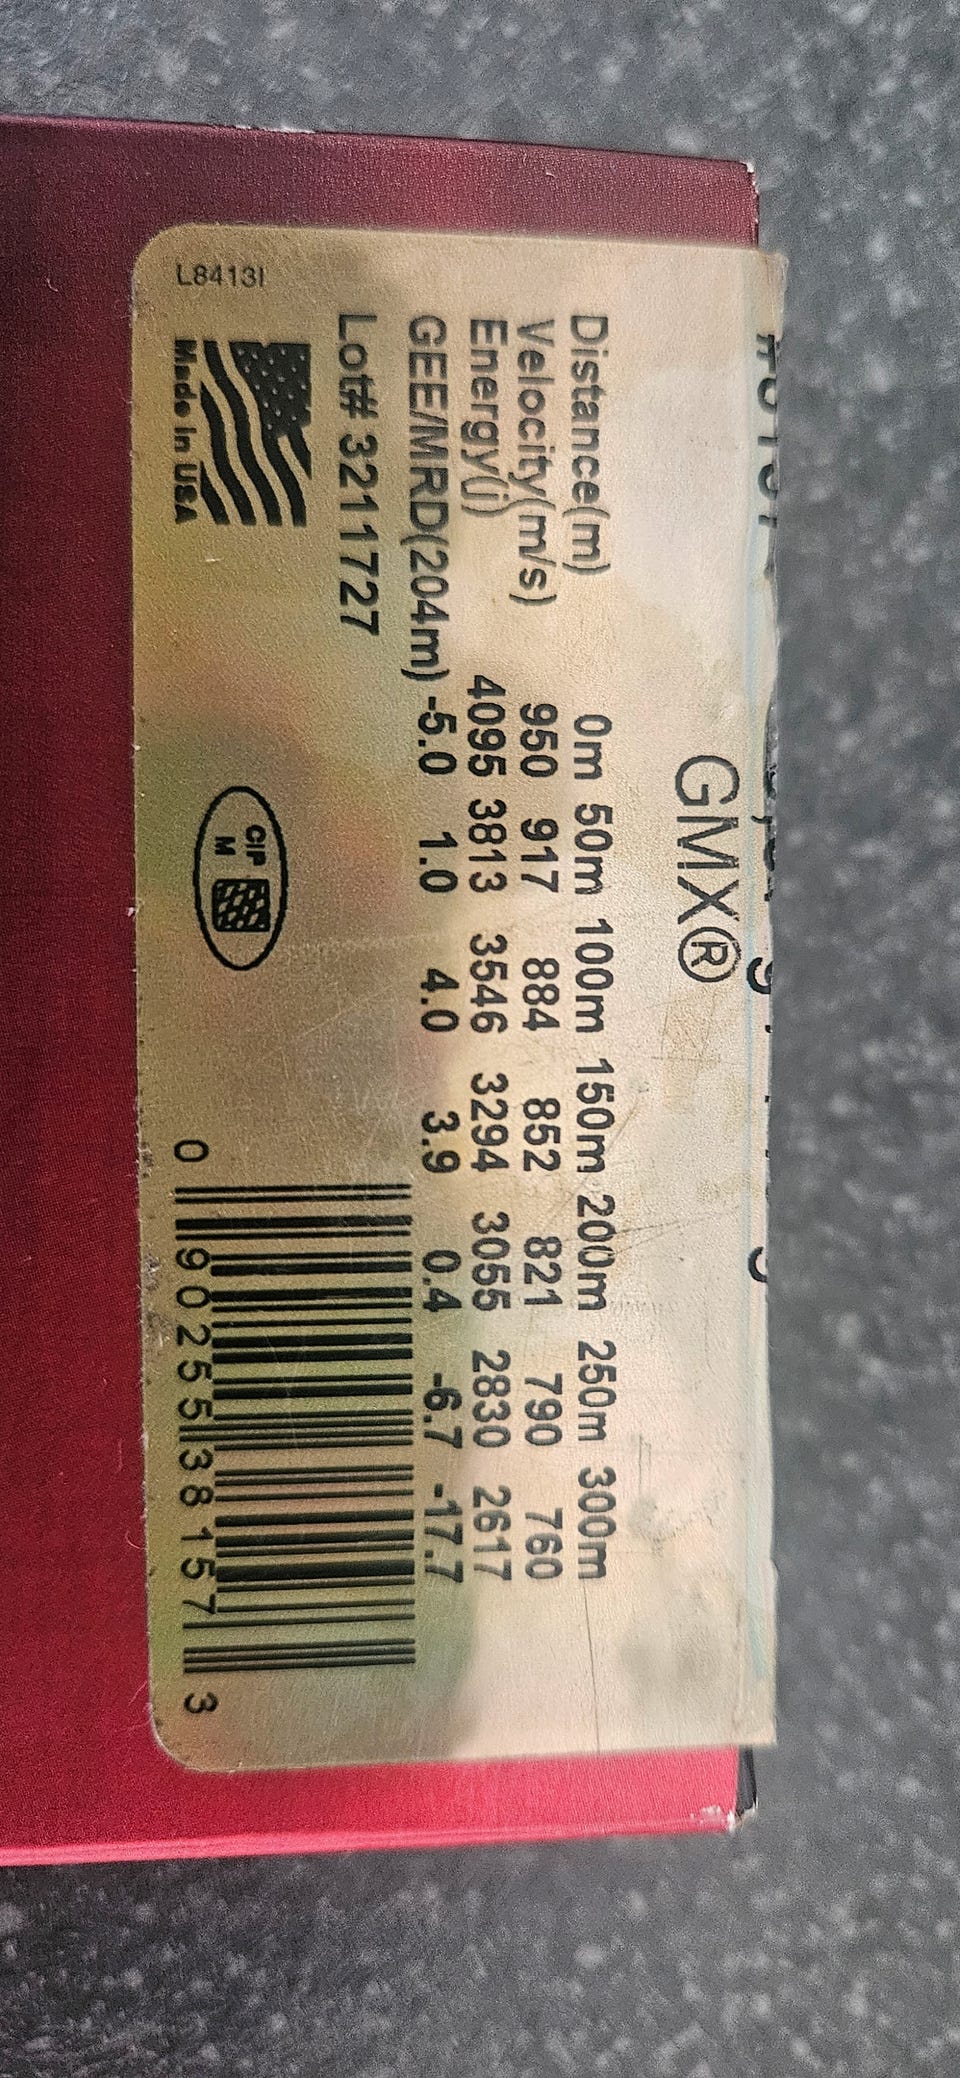 GMX®
Distance(m) 0m 50m 100m 150m 200m 250m 300m
Velocity(m/s) 950 917 884 852 821 790 760
Energy(j) 4095 3813 3546 3294 3055 2830 2617
GEE/MRD(204m) -5.0 1.0 4.0 3.9 0.4 -6.7 -17.7
Lot# 3211727
Made in USA
CIP
M
0 90255 38157 3
L8413I